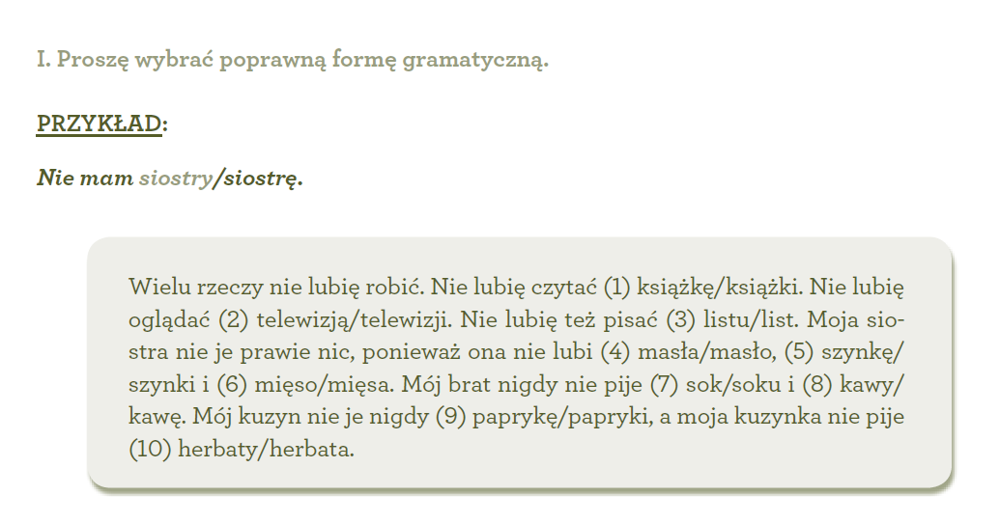 I. Proszę wybrać poprawną formę gramatyczną.
PRZYKŁAD:
Nie mam siostry/siostrę.
Wielu rzeczy nie lubię robić. Nie lubię czytać (1) książkę/książki. Nie lubię
oglądać (2) telewizją/telewizji. Nie lubię też pisać (3) listu/list. Moja sio-
stra nie je prawie nic, ponieważ ona nie lubi (4) masła/masło, (5) szynkę/
szynki i (6) mięso/mięsa. Mój brat nigdy nie pije (7) sok/soku i (8) kawy/
kawę. Mój kuzyn nie je nigdy (9) paprykę/papryki, a moja kuzynka nie pije
(10) herbaty/herbata.